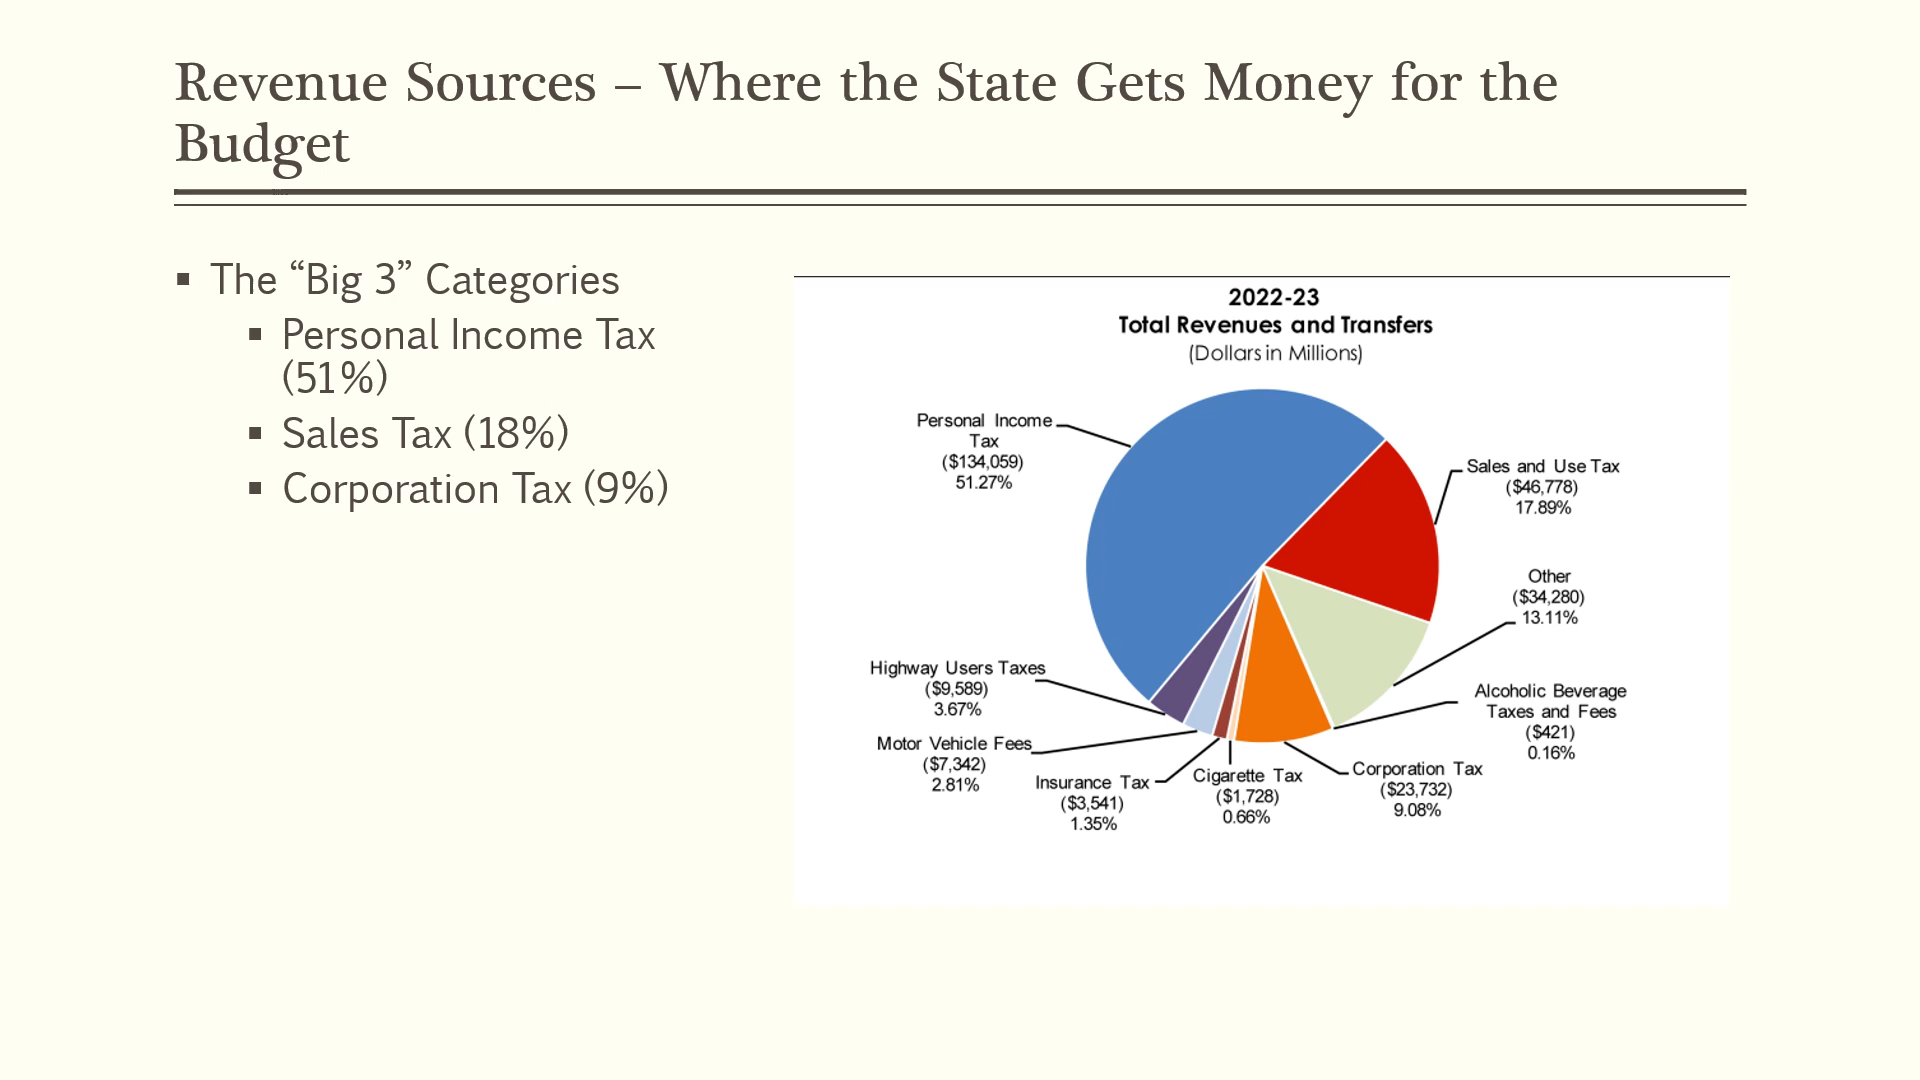 Revenue Sources – Where the State Gets Money for the
Budget
▪ The “Big 3” Categories
▪ Personal Income Tax
(51%)
▪ Sales Tax (18%)
▪ Corporation Tax (9%)
2022-23
Total Revenues and Transfers
(Dollars in Millions)
Personal Income
Tax
($134,059)
51.27%
Sales and Use Tax
($46,778)
17.89%
Other
($34,280)
13.11%
Alcoholic Beverage
Taxes and Fees
($421)
0.16%
Corporation Tax
($23,732)
9.08%
Cigarette Tax
($1,728)
0.66%
Insurance Tax
($3,541)
1.35%
Motor Vehicle Fees
($7,342)
2.81%
Highway Users Taxes
($9,589)
3.67%